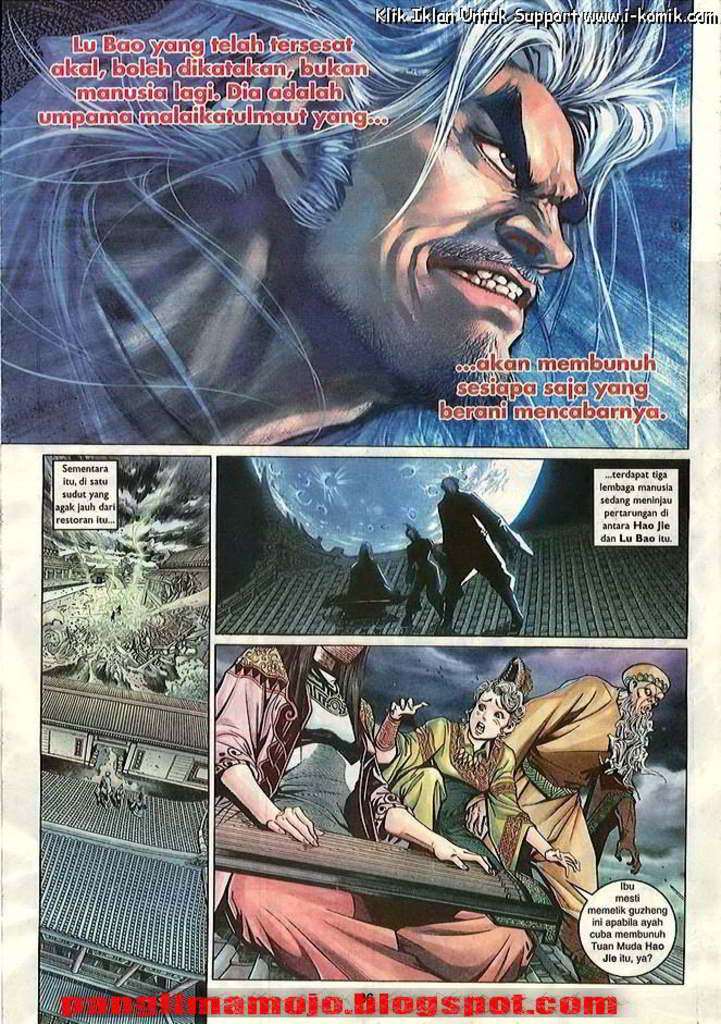 Klik Iklan Untuk Support www.i-komik.com
Lu Bao yang telah tersesat
akal, boleh dikatakan, bukan
manusia lagi. Dia adalah
umpama malaikatulmaut yang...
...akan membunuh
sesiapa saja yang
berani mencabarnya.
Sementara
itu, di satu
sudut yang
agak jauh dari
restoran itu...
...terdapat tiga
lembaga manusia
sedang meninjau
pertarungan di
antara Hao Jie
dan Lu Bao itu.
Ibu
mesti
memetik guzheng
ini apabila ayah
cuba membunuh
Tuan Muda Hao
Jie itu, ya?
26
panglimamojo.blogspot.com